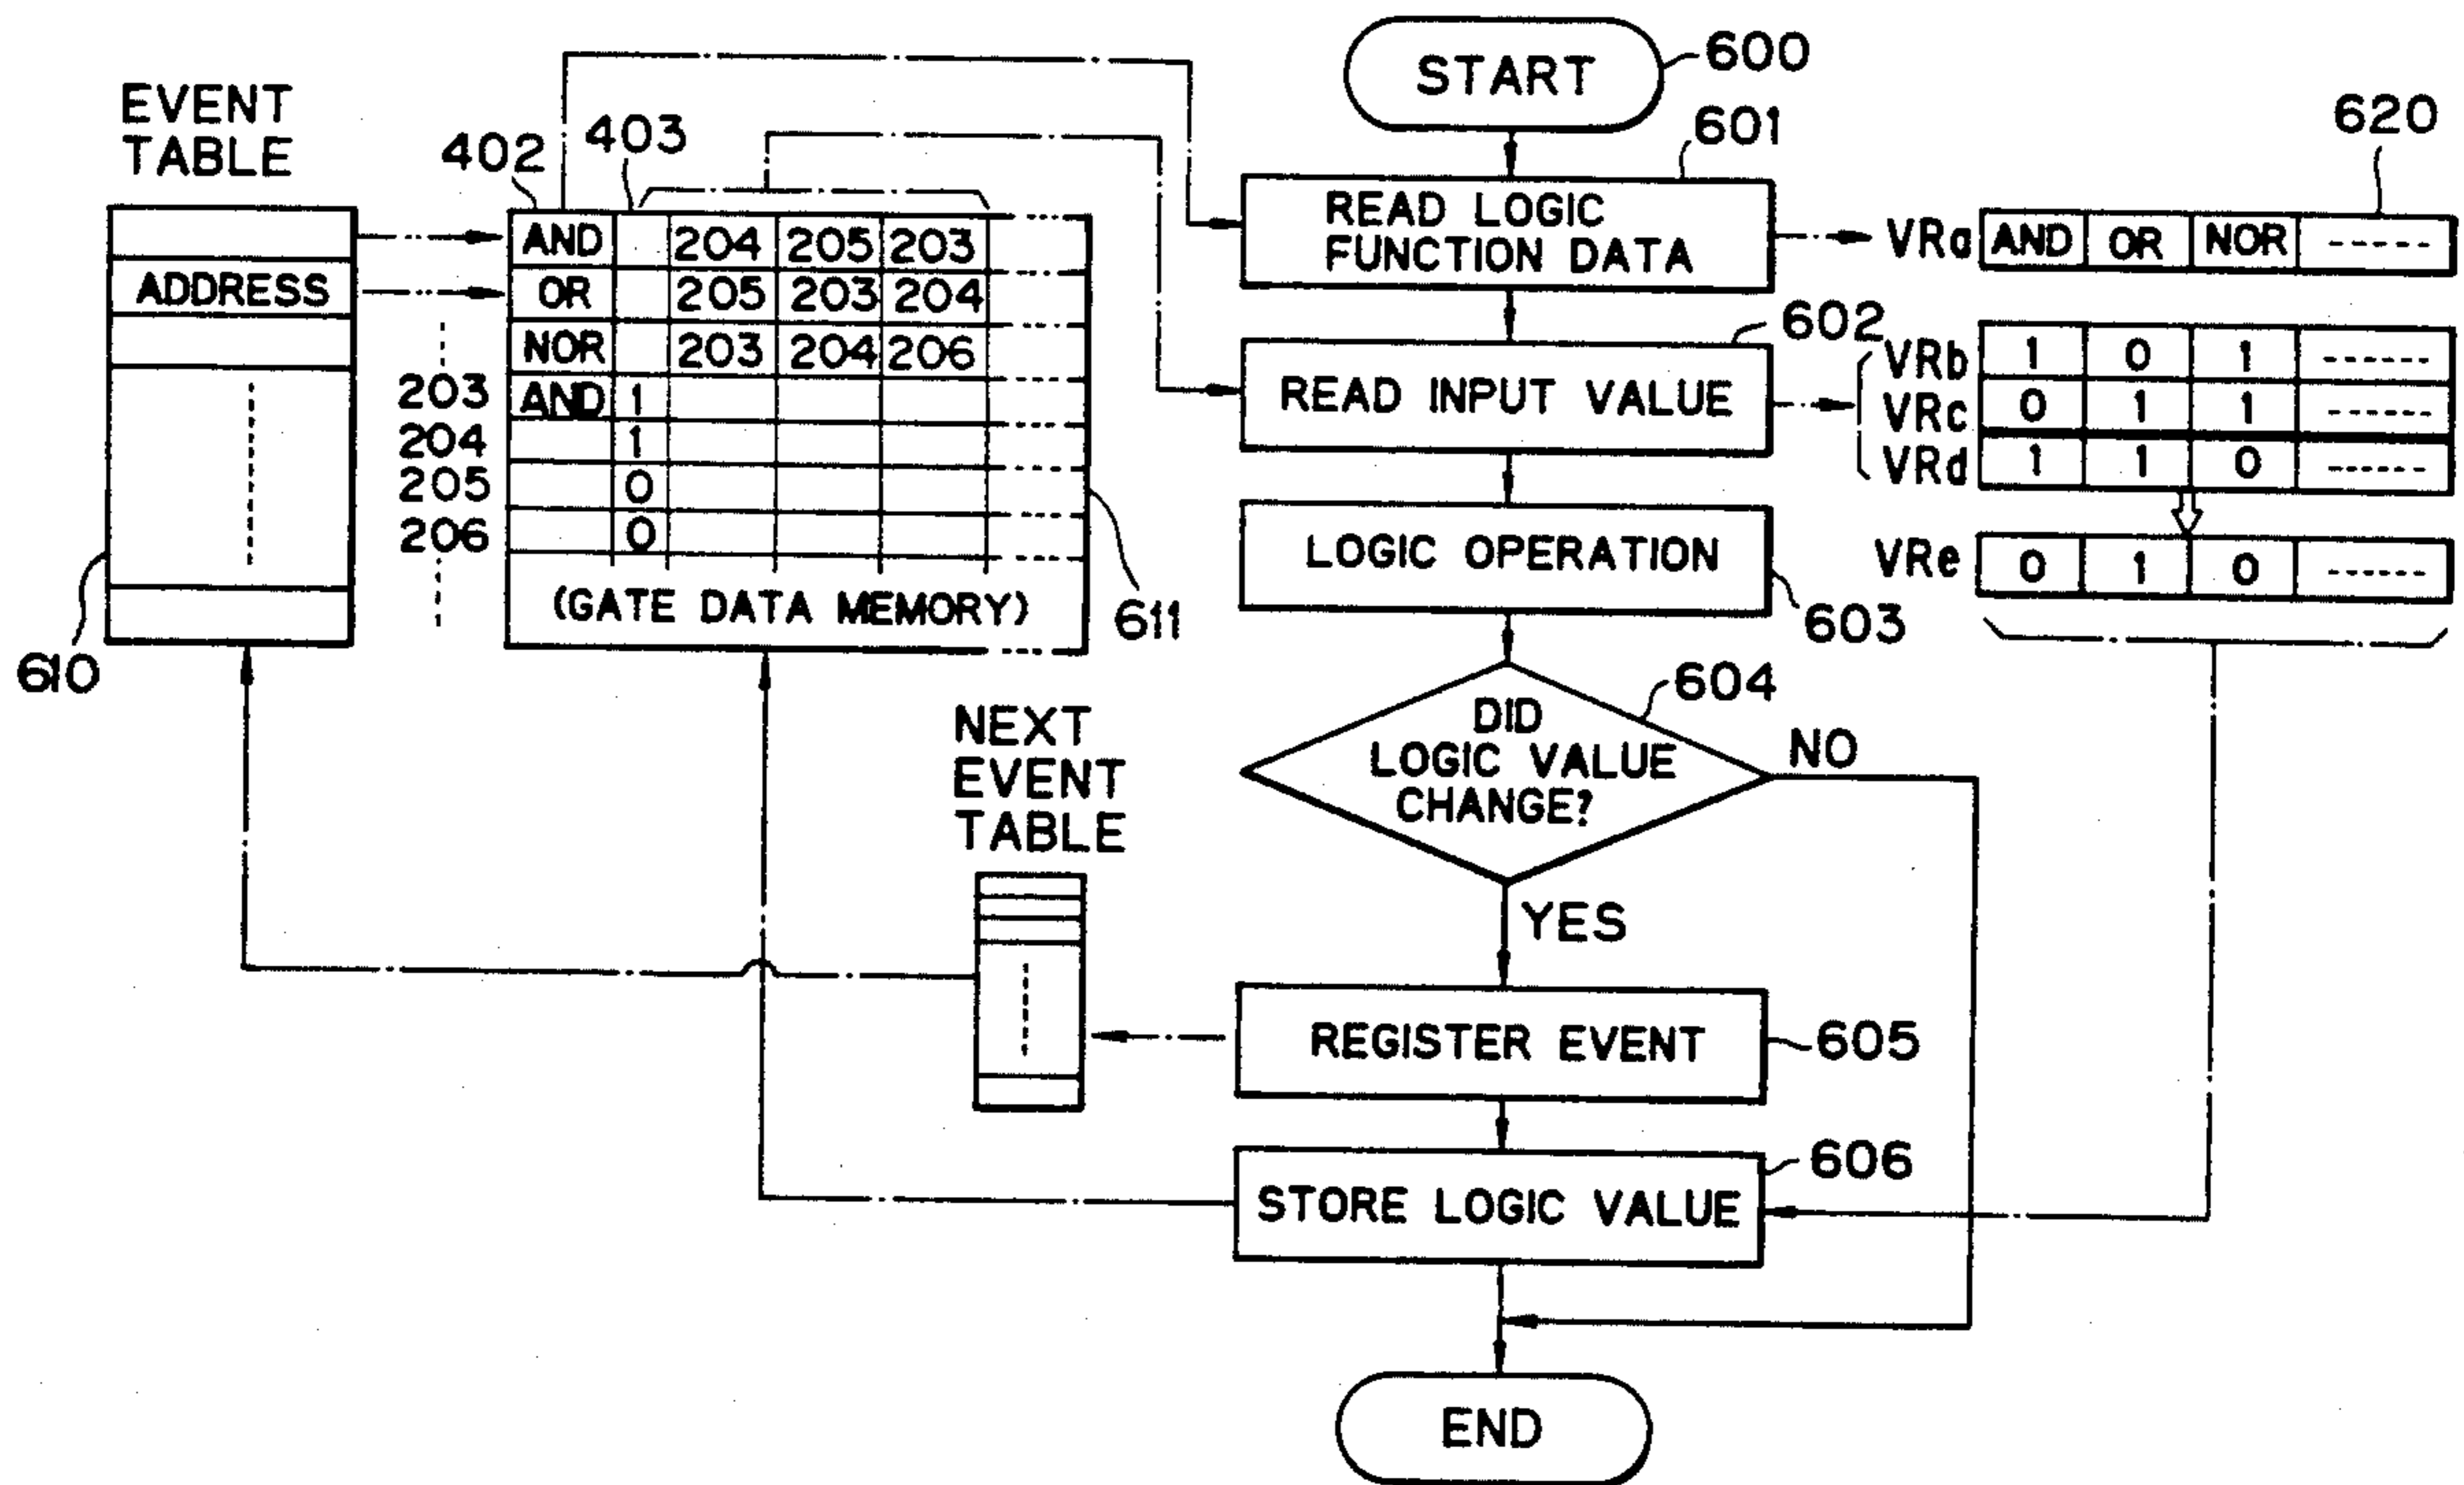 START
600
EVENT
TABLE
402
403
601
620
READ LOGIC
FUNCTION DATA
VRa AND OR NOR
AND 204 205 203
ADDRESS
OR 205 203 204
NOR 203 204 206
203 AND 1
204 1
205 0
206 0
(GATE DATA MEMORY)
610
611
602
READ INPUT VALUE
VRb 1 0 1
VRc 0 1 1
VRd 1 1 0
LOGIC OPERATION
603
VRe 0 1 0
604
DID
LOGIC VALUE
CHANGE?
NO
YES
NEXT
EVENT
TABLE
REGISTER EVENT
605
STORE LOGIC VALUE
606
END